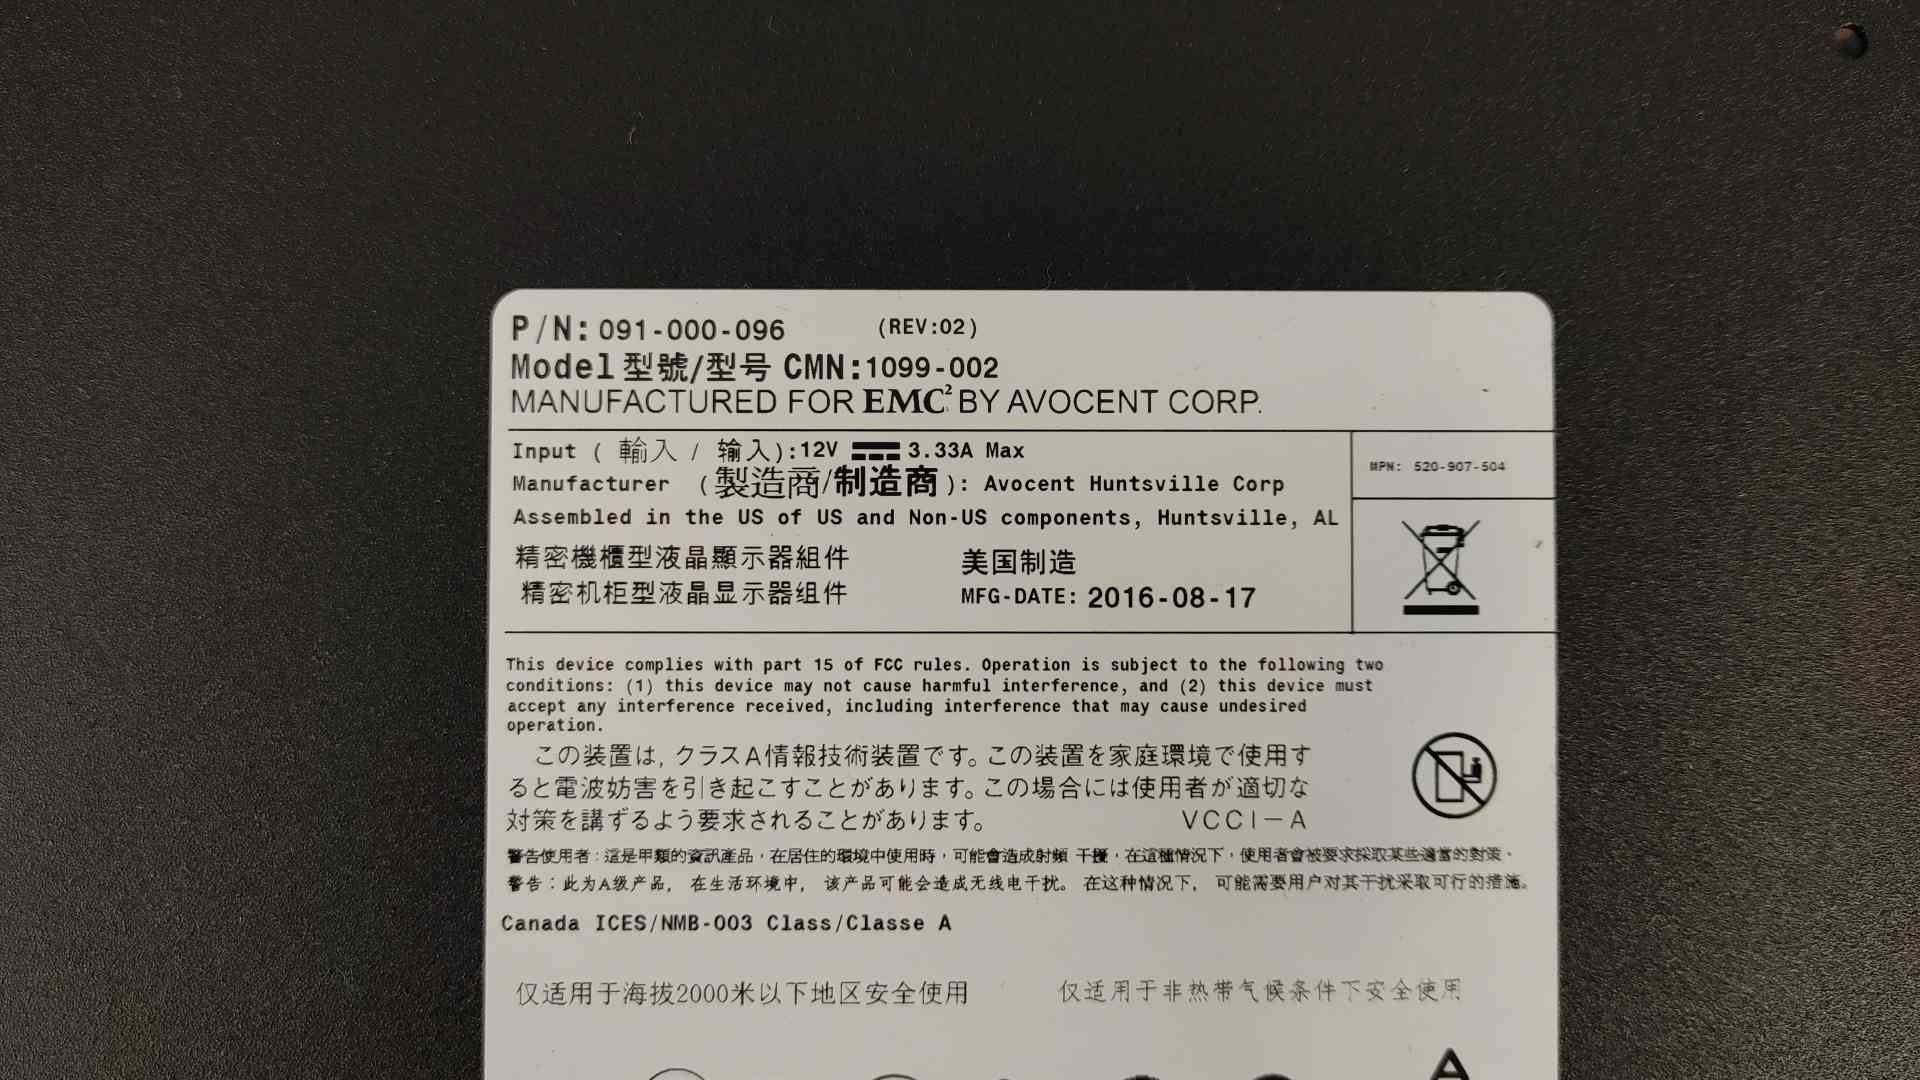 P/N: 091-000-096 (REV:02)
Model 型號/型号 CMN:1099-002
MANUFACTURED FOR EMC² BY AVOCENT CORP.
Input ( 輸入 / 输入):12V 3.33A Max
MPN: 520-907-504
Manufacturer (製造商/制造商): Avocent Huntsville Corp
Assembled in the US of US and Non-US components, Huntsville, AL
精密機櫃型液晶顯示器組件 美国制造
精密机柜型液晶显示器组件 MFG-DATE: 2016-08-17
This device complies with part 15 of FCC rules. Operation is subject to the following two
conditions: (1) this device may not cause harmful interference, and (2) this device must
accept any interference received, including interference that may cause undesired
operation.
この装置は, クラスA情報技術装置です。この装置を家庭環境で使用す
ると電波妨害を引き起こすことがあります。この場合には使用者が適切な
対策を講ずるよう要求されることがあります。 VCCI-A
警告使用者：這是甲類的資訊產品，在居住的環境中使用時，可能會造成射頻 干擾，在這種情況下，使用者會被要求採取某些適當的對策。
警告：此为A级产品, 在生活环境中, 该产品可能会造成无线电干扰。 在这种情况下, 可能需要用户对其干扰采取可行的措施。
Canada ICES/NMB-003 Class/Classe A
仅适用于海拔2000米以下地区安全使用 仅适用于非热带气候条件下安全使用